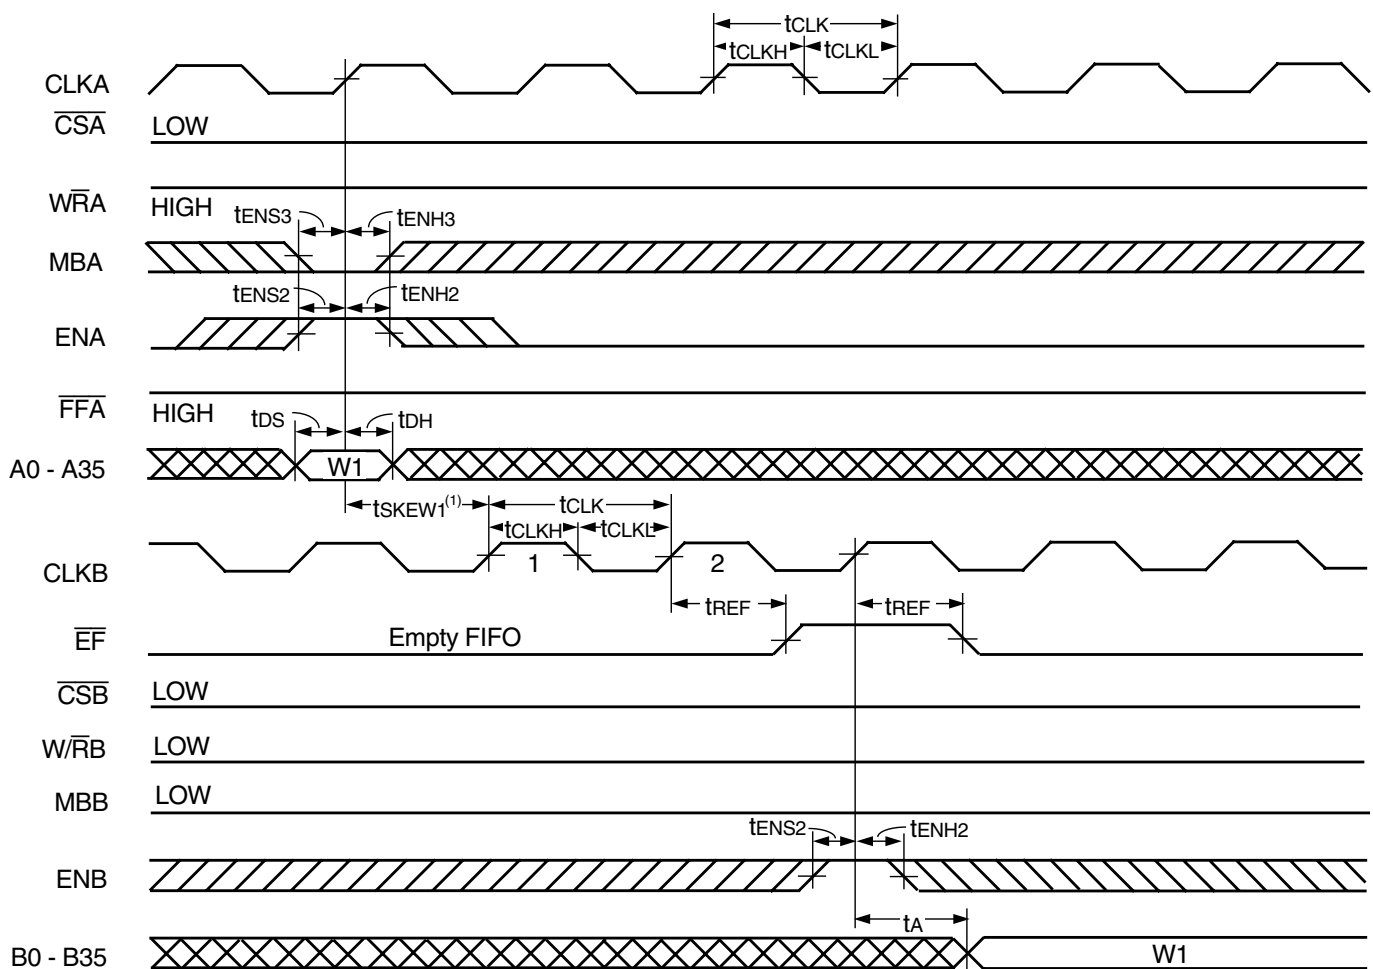 tCLK
tCLKH tCLKL
CLKA
CSA LOW
WRA HIGH
tENS3 tENH3
MBA
tENS2 tENH2
ENA
FFA HIGH
tDS tDH
A0 - A35 W1
tSKEW1(1) tCLK
tCLKH tCLKL
CLKB 1 2
tREF tREF
EF Empty FIFO
CSB LOW
W/RB LOW
MBB LOW
tENS2 tENH2
ENB
tA
B0 - B35 W1